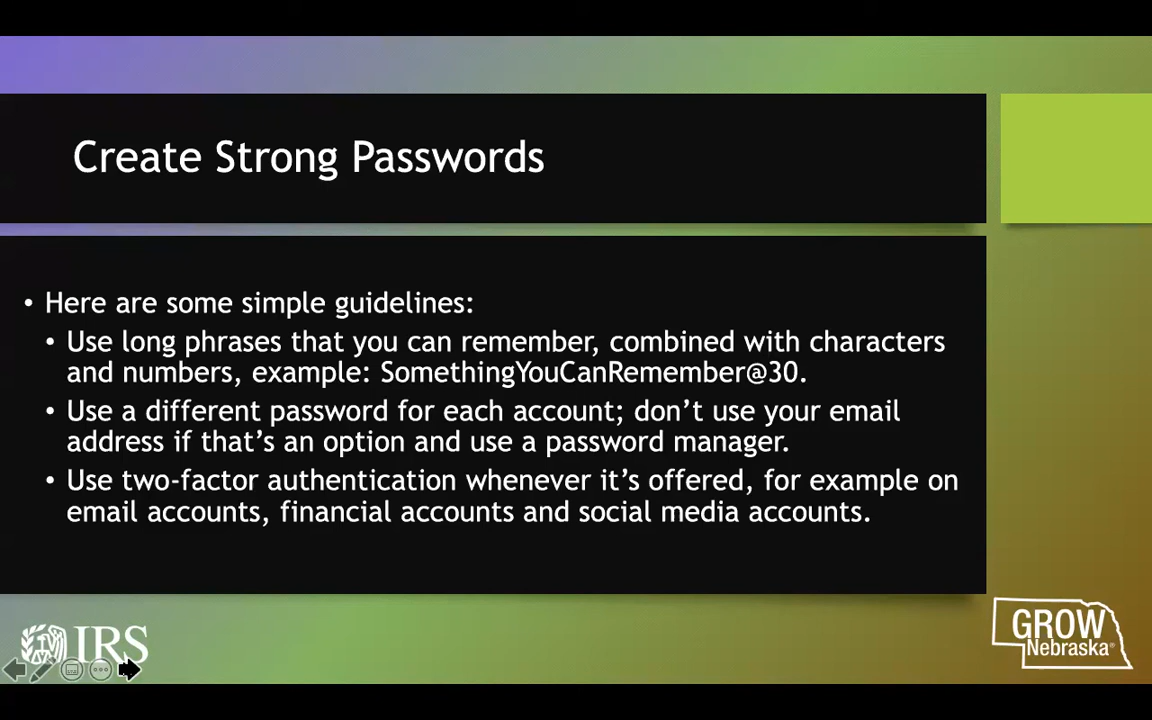 Create Strong Passwords
• Here are some simple guidelines:
• Use long phrases that you can remember, combined with characters
and numbers, example: SomethingYouCanRemember@30.
• Use a different password for each account; don’t use your email
address if that’s an option and use a password manager.
• Use two-factor authentication whenever it’s offered, for example on
email accounts, financial accounts and social media accounts.
IRS
GROW
Nebraska®